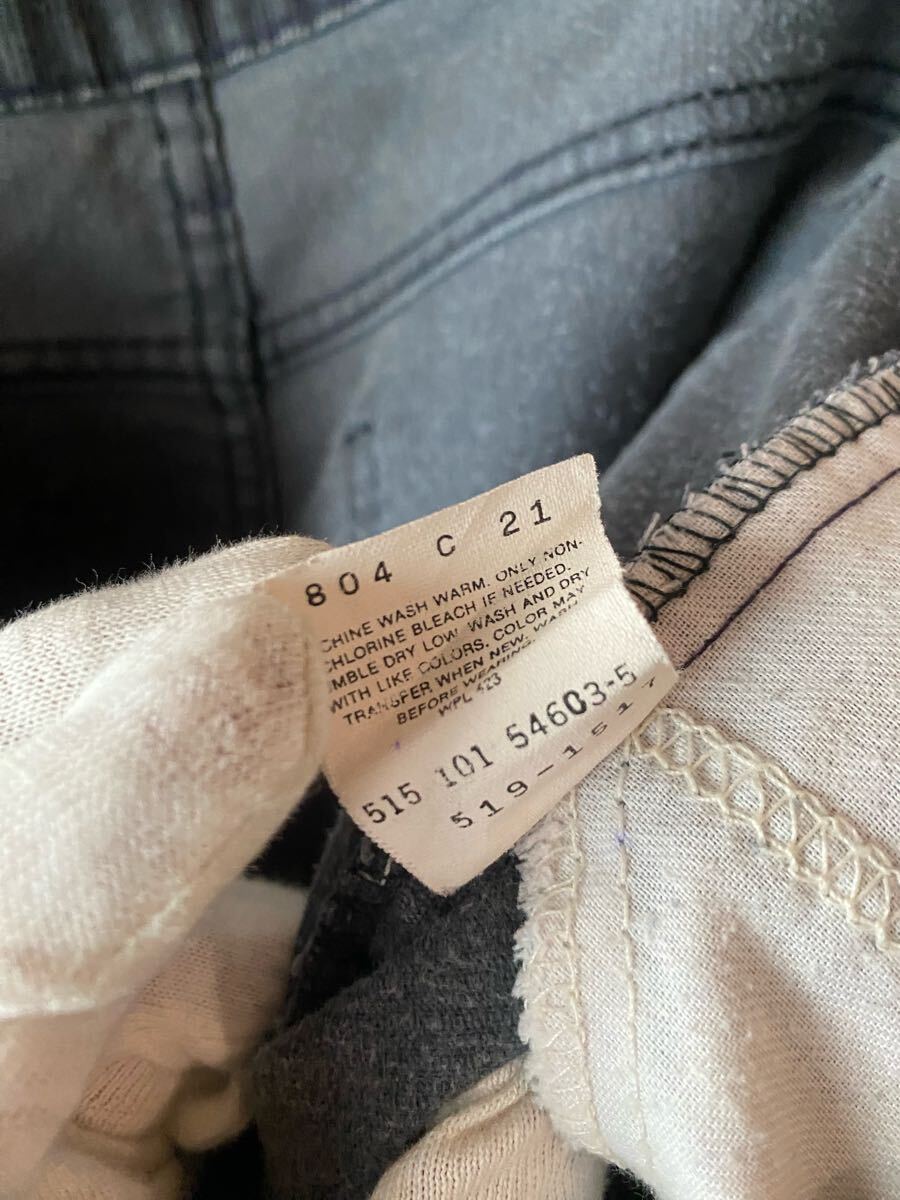 804 C 21
CHINE WASH WARM. ONLY NON-
CHLORINE BLEACH IF NEEDED.
MBLE DRY LOW. WASH AND DRY
WITH LIKE COLORS. COLOR MAY
TRANSFER WHEN NEW. WASH
BEFORE WEARING.
WPL 423
515 101 54603-5
519-1517